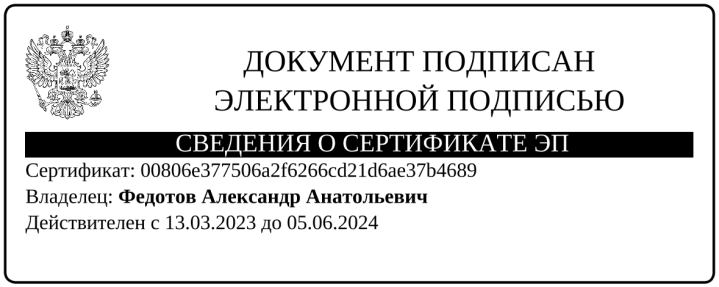 ДОКУМЕНТ ПОДПИСАН
ЭЛЕКТРОННОЙ ПОДПИСЬЮ
СВЕДЕНИЯ О СЕРТИФИКАТЕ ЭП
Сертификат: 00806e377506a2f6266cd21d6ae37b4689
Владелец: Федотов Александр Анатольевич
Действителен с 13.03.2023 до 05.06.2024